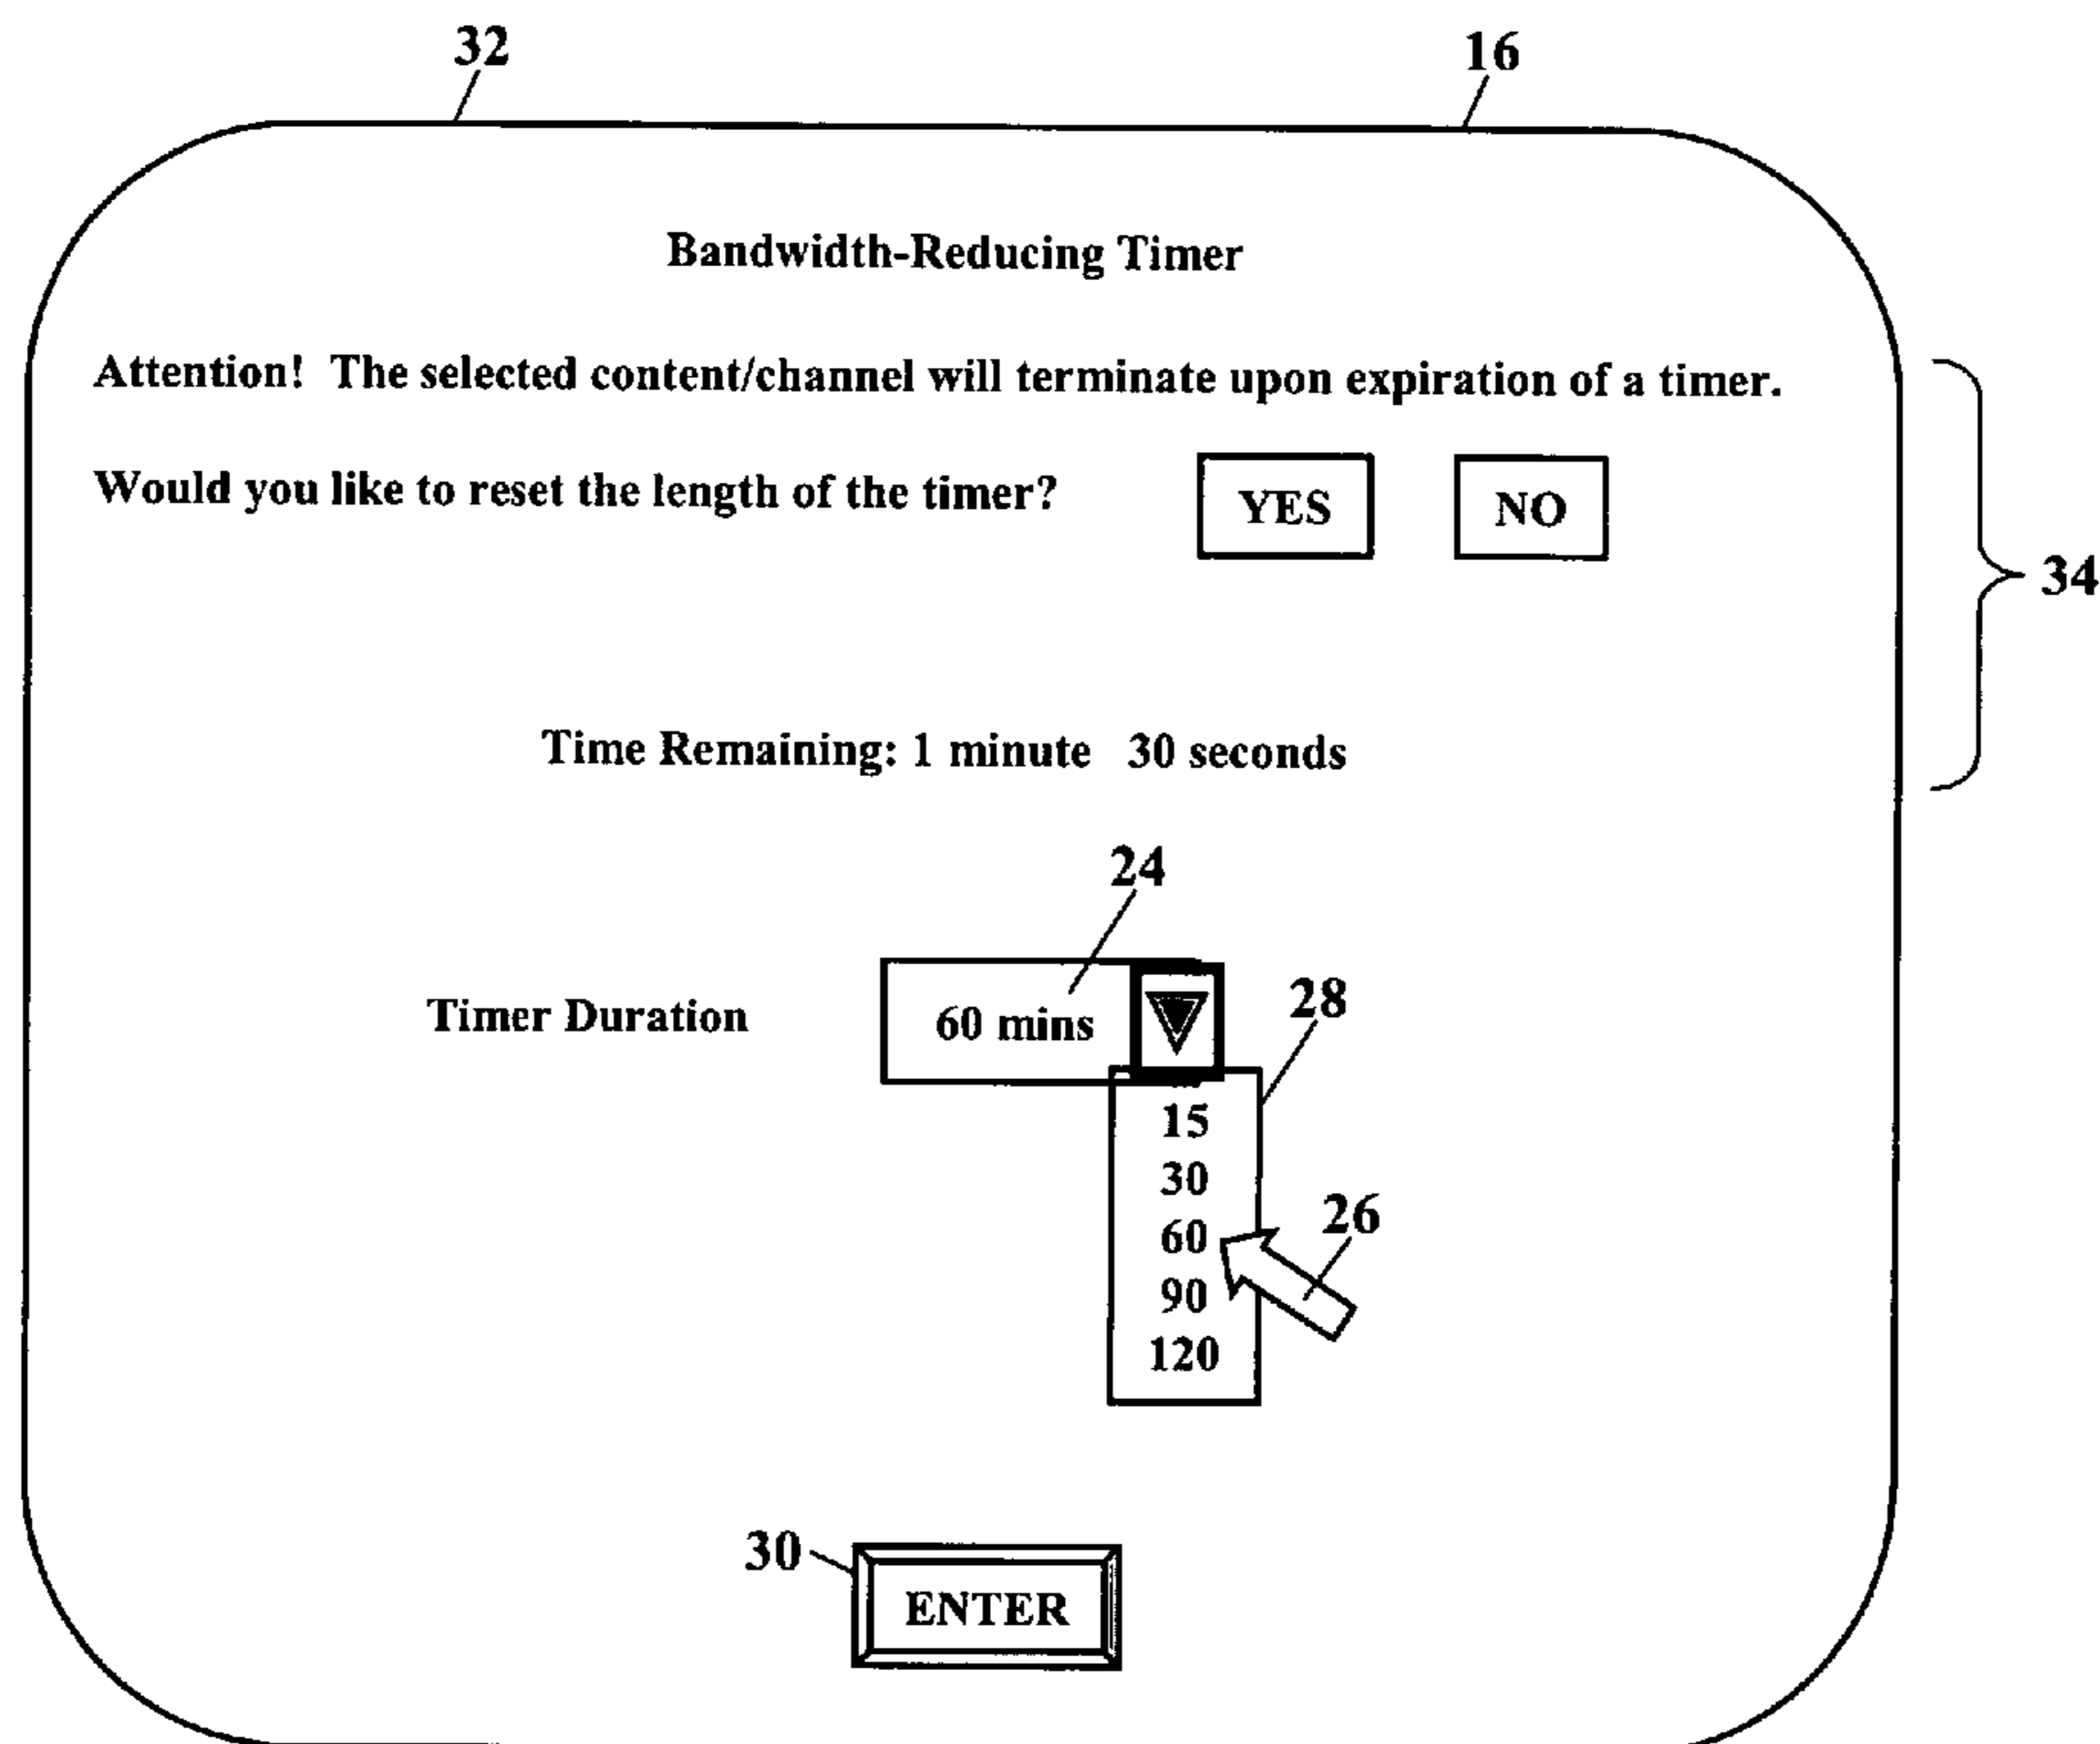 32
16
Bandwidth-Reducing Timer
Attention! The selected content/channel will terminate upon expiration of a timer.
Would you like to reset the length of the timer? YES NO
34
Time Remaining: 1 minute 30 seconds
24
Timer Duration 60 mins
28
15
30
60
26
90
120
30
ENTER